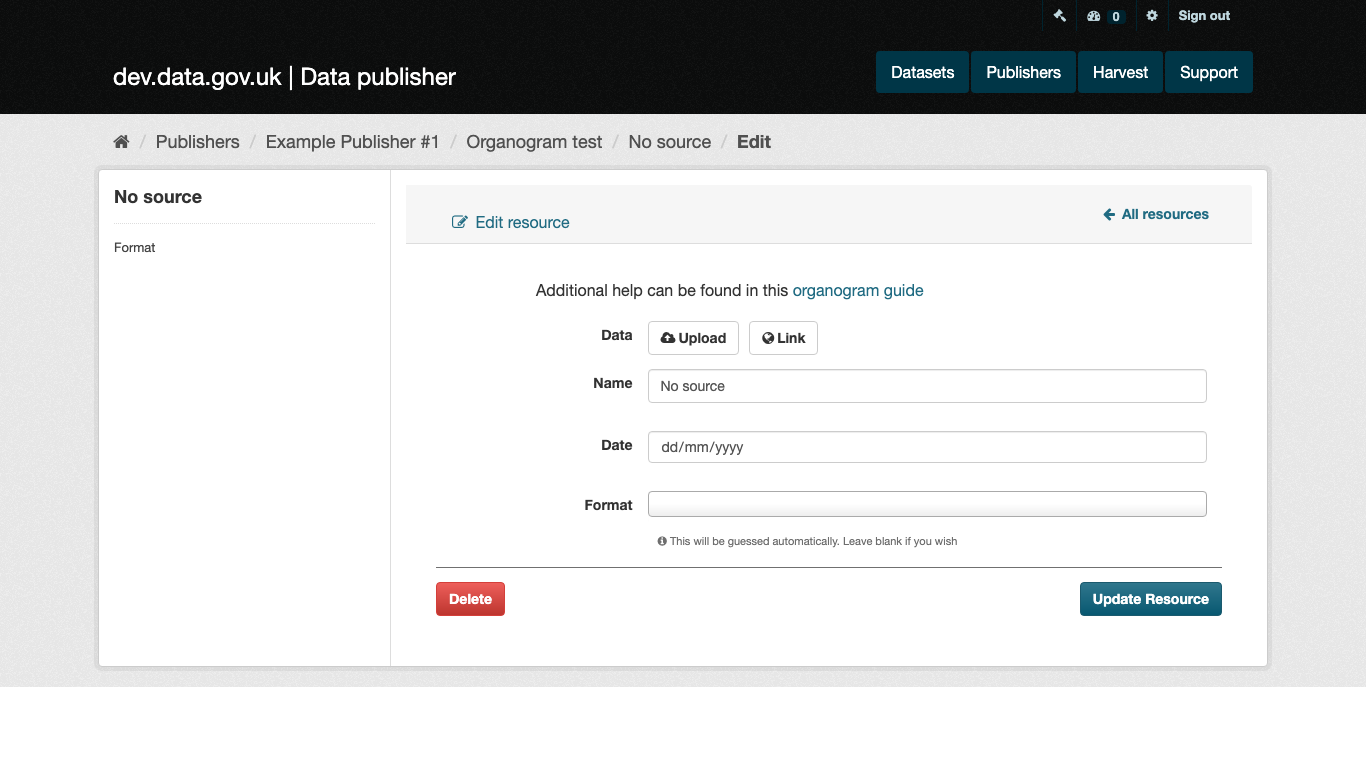 0 Sign out
dev.data.gov.uk | Data publisher
Datasets Publishers Harvest Support
/ Publishers / Example Publisher #1 / Organogram test / No source / Edit
No source
Format
Edit resource
All resources
Additional help can be found in this organogram guide
Data Upload Link
Name No source
Date dd/mm/yyyy
Format
This will be guessed automatically. Leave blank if you wish
Delete Update Resource